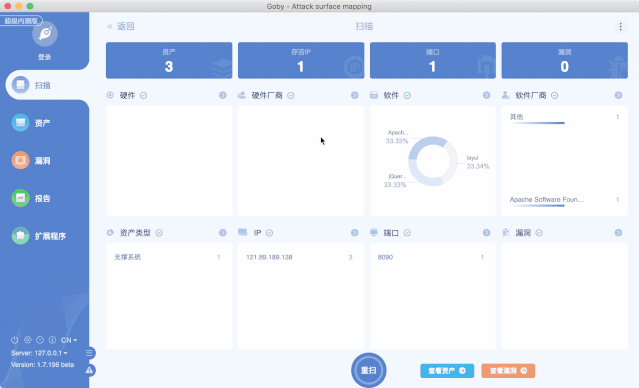 Goby - Attack surface mapping
超级内测版
登录
扫描
资产
漏洞
报告
扩展程序
CN
Server: 127.0.0.1
Version: 1.7.196 beta
« 返回
扫描
资产
3
存活IP
1
端口
1
漏洞
0
硬件
硬件厂商
软件
软件厂商
Apach...
33.33%
layui
33.34%
jQuer...
33.33%
其他 1
Apache Software Foun... 1
资产类型
IP
端口
漏洞
支撑系统 1
121.89.189.138 3
8090 1
重扫
查看资产
查看漏洞